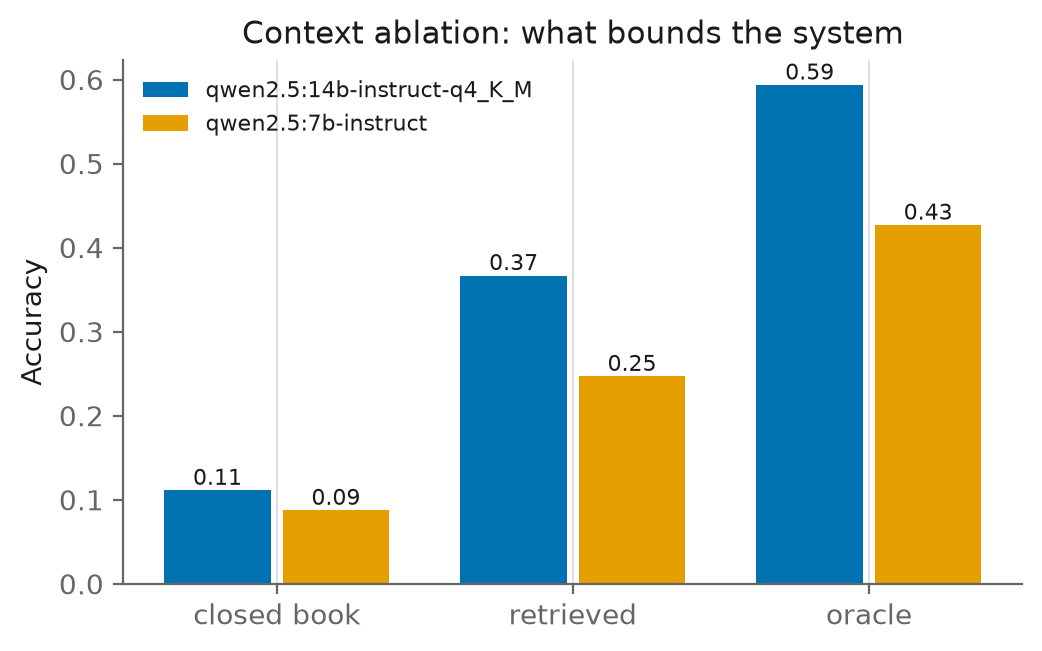 Context ablation: what bounds the system
qwen2.5:14b-instruct-q4_K_M
qwen2.5:7b-instruct
Accuracy
0.6
0.5
0.4
0.3
0.2
0.1
0.0
0.11
0.09
0.37
0.25
0.59
0.43
closed book
retrieved
oracle